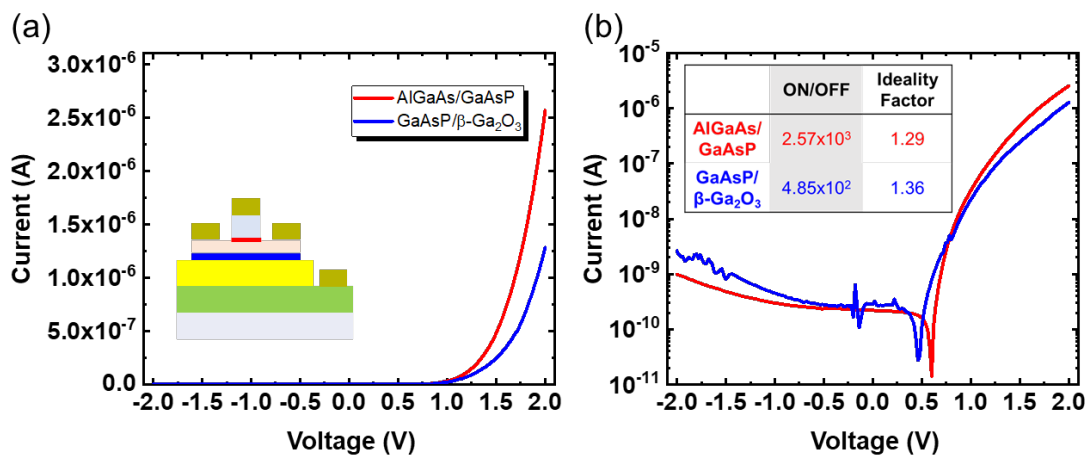 (a)
3.0x10⁻⁶
2.5x10⁻⁶
2.0x10⁻⁶
1.5x10⁻⁶
1.0x10⁻⁶
5.0x10⁻⁷
0.0
Current (A)
AlGaAs/GaAsP
GaAsP/β-Ga₂O₃
-2.0 -1.5 -1.0 -0.5 0.0 0.5 1.0 1.5 2.0
Voltage (V)
(b)
10⁻⁵
10⁻⁶
10⁻⁷
10⁻⁸
10⁻⁹
10⁻¹⁰
10⁻¹¹
Current (A)
ON/OFF Ideality
Factor
AlGaAs/
GaAsP 2.57x10³ 1.29
GaAsP/
β-Ga₂O₃ 4.85x10² 1.36
-2.0 -1.5 -1.0 -0.5 0.0 0.5 1.0 1.5 2.0
Voltage (V)